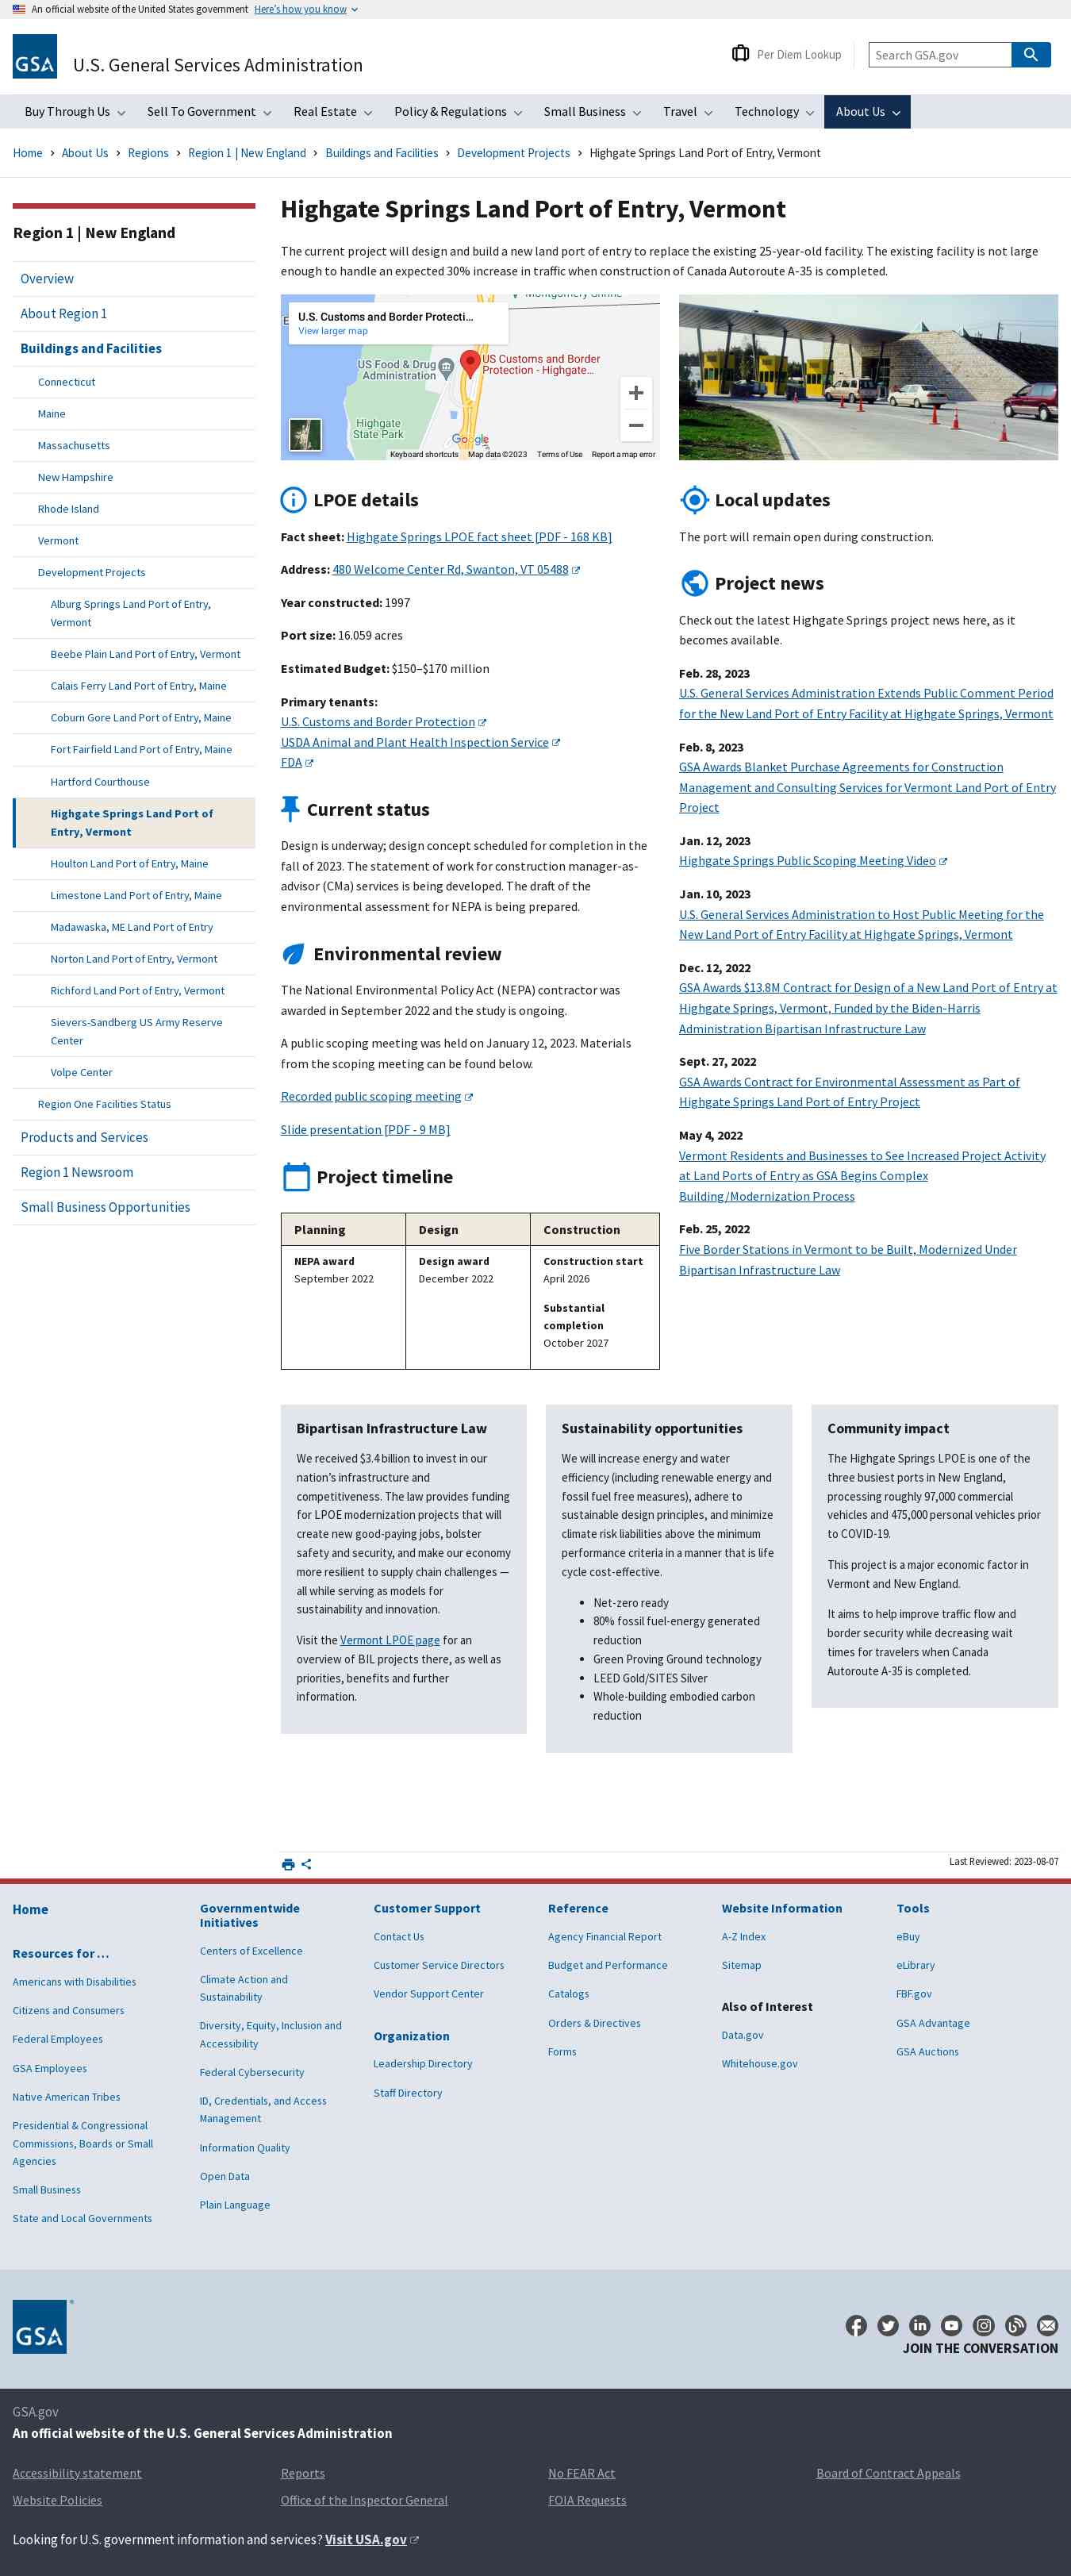 An official website of the United States government Here's how you know
GSA
U.S. General Services Administration
Per Diem Lookup
Search GSA.gov
Buy Through Us
Sell To Government
Real Estate
Policy & Regulations
Small Business
Travel
Technology
About Us
Home > About Us > Regions > Region 1 | New England > Buildings and Facilities > Development Projects > Highgate Springs Land Port of Entry, Vermont
Region 1 | New England
Overview
About Region 1
Buildings and Facilities
Connecticut
Maine
Massachusetts
New Hampshire
Rhode Island
Vermont
Development Projects
Alburg Springs Land Port of Entry,
Vermont
Beebe Plain Land Port of Entry, Vermont
Calais Ferry Land Port of Entry, Maine
Coburn Gore Land Port of Entry, Maine
Fort Fairfield Land Port of Entry, Maine
Hartford Courthouse
Highgate Springs Land Port of
Entry, Vermont
Houlton Land Port of Entry, Maine
Limestone Land Port of Entry, Maine
Madawaska, ME Land Port of Entry
Norton Land Port of Entry, Vermont
Richford Land Port of Entry, Vermont
Sievers-Sandberg US Army Reserve
Center
Volpe Center
Region One Facilities Status
Products and Services
Region 1 Newsroom
Small Business Opportunities
Highgate Springs Land Port of Entry, Vermont
The current project will design and build a new land port of entry to replace the existing 25-year-old facility. The existing facility is not large
enough to handle an expected 30% increase in traffic when construction of Canada Autoroute A-35 is completed.
U.S. Customs and Border Protecti...
View larger map
US Food & Drug
Administration
US Customs and Border
Protection - Highgate...
Highgate
State Park
Google
Keyboard shortcuts
Map data ©2023
Terms of Use
Report a map error
LPOE details
Fact sheet: Highgate Springs LPOE fact sheet [PDF - 168 KB]
Address: 480 Welcome Center Rd, Swanton, VT 05488
Year constructed: 1997
Port size: 16.059 acres
Estimated Budget: $150–$170 million
Primary tenants:
U.S. Customs and Border Protection
USDA Animal and Plant Health Inspection Service
FDA
Current status
Design is underway; design concept scheduled for completion in the
fall of 2023. The statement of work for construction manager-as-
advisor (CMa) services is being developed. The draft of the
environmental assessment for NEPA is being prepared.
Environmental review
The National Environmental Policy Act (NEPA) contractor was
awarded in September 2022 and the study is ongoing.
A public scoping meeting was held on January 12, 2023. Materials
from the scoping meeting can be found below.
Recorded public scoping meeting
Slide presentation [PDF - 9 MB]
Project timeline
Planning
Design
Construction
NEPA award
September 2022
Design award
December 2022
Construction start
April 2026
Substantial
completion
October 2027
Local updates
The port will remain open during construction.
Project news
Check out the latest Highgate Springs project news here, as it
becomes available.
Feb. 28, 2023
U.S. General Services Administration Extends Public Comment Period
for the New Land Port of Entry Facility at Highgate Springs, Vermont
Feb. 8, 2023
GSA Awards Blanket Purchase Agreements for Construction
Management and Consulting Services for Vermont Land Port of Entry
Project
Jan. 12, 2023
Highgate Springs Public Scoping Meeting Video
Jan. 10, 2023
U.S. General Services Administration to Host Public Meeting for the
New Land Port of Entry Facility at Highgate Springs, Vermont
Dec. 12, 2022
GSA Awards $13.8M Contract for Design of a New Land Port of Entry at
Highgate Springs, Vermont, Funded by the Biden-Harris
Administration Bipartisan Infrastructure Law
Sept. 27, 2022
GSA Awards Contract for Environmental Assessment as Part of
Highgate Springs Land Port of Entry Project
May 4, 2022
Vermont Residents and Businesses to See Increased Project Activity
at Land Ports of Entry as GSA Begins Complex
Building/Modernization Process
Feb. 25, 2022
Five Border Stations in Vermont to be Built, Modernized Under
Bipartisan Infrastructure Law
Bipartisan Infrastructure Law
We received $3.4 billion to invest in our
nation's infrastructure and
competitiveness. The law provides funding
for LPOE modernization projects that will
create new good-paying jobs, bolster
safety and security, and make our economy
more resilient to supply chain challenges —
all while serving as models for
sustainability and innovation.
Visit the Vermont LPOE page for an
overview of BIL projects there, as well as
priorities, benefits and further
information.
Sustainability opportunities
We will increase energy and water
efficiency (including renewable energy and
fossil fuel free measures), adhere to
sustainable design principles, and minimize
climate risk liabilities above the minimum
performance criteria in a manner that is life
cycle cost-effective.
• Net-zero ready
• 80% fossil fuel-energy generated
reduction
• Green Proving Ground technology
• LEED Gold/SITES Silver
• Whole-building embodied carbon
reduction
Community impact
The Highgate Springs LPOE is one of the
three busiest ports in New England,
processing roughly 97,000 commercial
vehicles and 475,000 personal vehicles prior
to COVID-19.
This project is a major economic factor in
Vermont and New England.
It aims to help improve traffic flow and
border security while decreasing wait
times for travelers when Canada
Autoroute A-35 is completed.
Last Reviewed: 2023-08-07
Home
Resources for …
Americans with Disabilities
Citizens and Consumers
Federal Employees
GSA Employees
Native American Tribes
Presidential & Congressional
Commissions, Boards or Small
Agencies
Small Business
State and Local Governments
Governmentwide
Initiatives
Centers of Excellence
Climate Action and
Sustainability
Diversity, Equity, Inclusion and
Accessibility
Federal Cybersecurity
ID, Credentials, and Access
Management
Information Quality
Open Data
Plain Language
Customer Support
Contact Us
Customer Service Directors
Vendor Support Center
Organization
Leadership Directory
Staff Directory
Reference
Agency Financial Report
Budget and Performance
Catalogs
Orders & Directives
Forms
Website Information
A-Z Index
Sitemap
Also of Interest
Data.gov
Whitehouse.gov
Tools
eBuy
eLibrary
FBF.gov
GSA Advantage
GSA Auctions
GSA
JOIN THE CONVERSATION
GSA.gov
An official website of the U.S. General Services Administration
Accessibility statement
Reports
No FEAR Act
Board of Contract Appeals
Website Policies
Office of the Inspector General
FOIA Requests
Looking for U.S. government information and services? Visit USA.gov